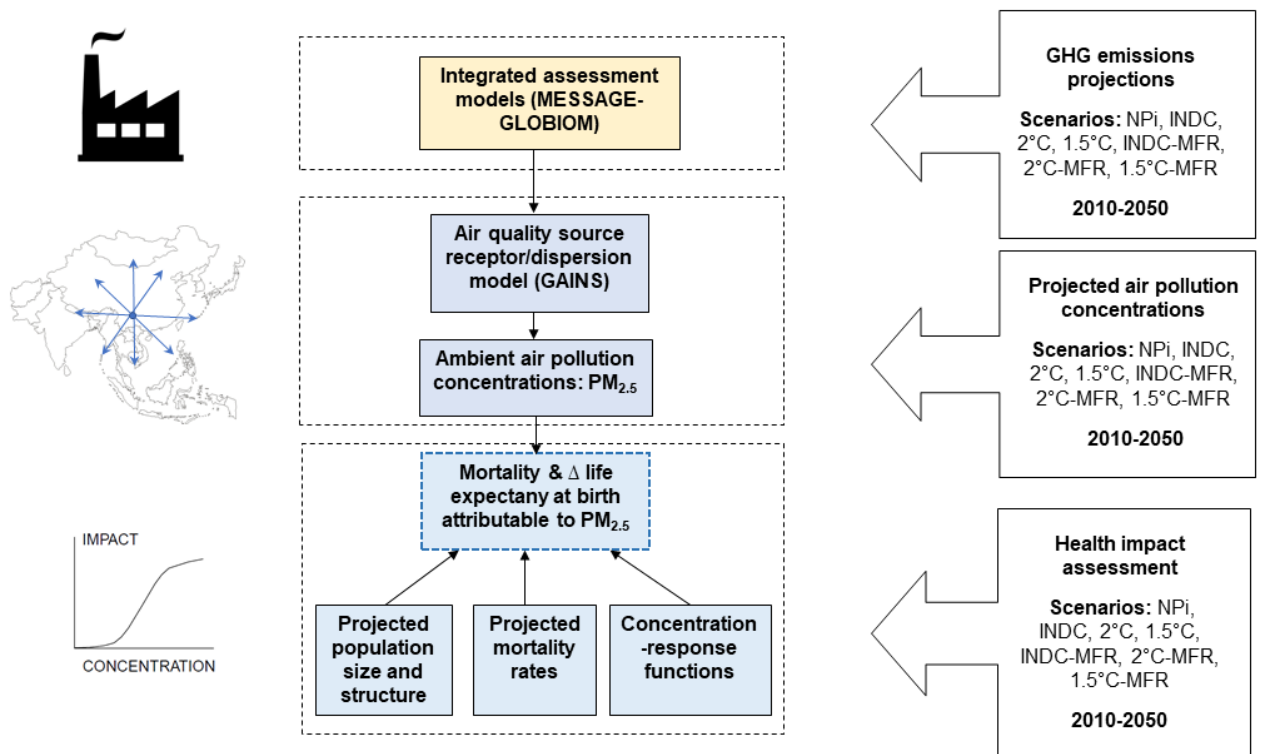 Integrated assessment
models (MESSAGE-
GLOBIOM)
GHG emissions
projections
Scenarios: NPi, INDC,
2°C, 1.5°C, INDC-MFR,
2°C-MFR, 1.5°C-MFR
2010-2050
Air quality source
receptor/dispersion
model (GAINS)
Ambient air pollution
concentrations: PM2.5
Projected air pollution
concentrations
Scenarios: NPi, INDC,
2°C, 1.5°C, INDC-MFR,
2°C-MFR, 1.5°C-MFR
2010-2050
IMPACT
CONCENTRATION
Mortality & Δ life
expectany at birth
attributable to PM2.5
Projected
population
size and
structure
Projected
mortality
rates
Concentration
-response
functions
Health impact
assessment
Scenarios: NPi,
INDC, 2°C, 1.5°C,
INDC-MFR, 2°C-MFR,
1.5°C-MFR
2010-2050